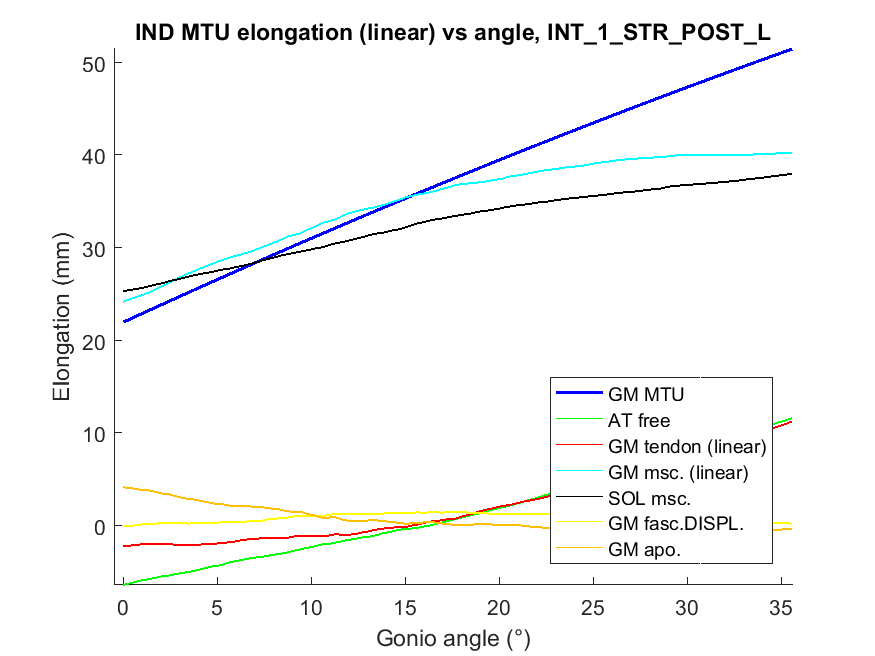 IND MTU elongation (linear) vs angle, INT_1_STR_POST_L
50
40
30
20
10
0
Elongation (mm)
GM MTU
AT free
GM tendon (linear)
GM msc. (linear)
SOL msc.
GM fasc.DISPL.
GM apo.
0 5 10 15 20 25 30 35
Gonio angle (°)